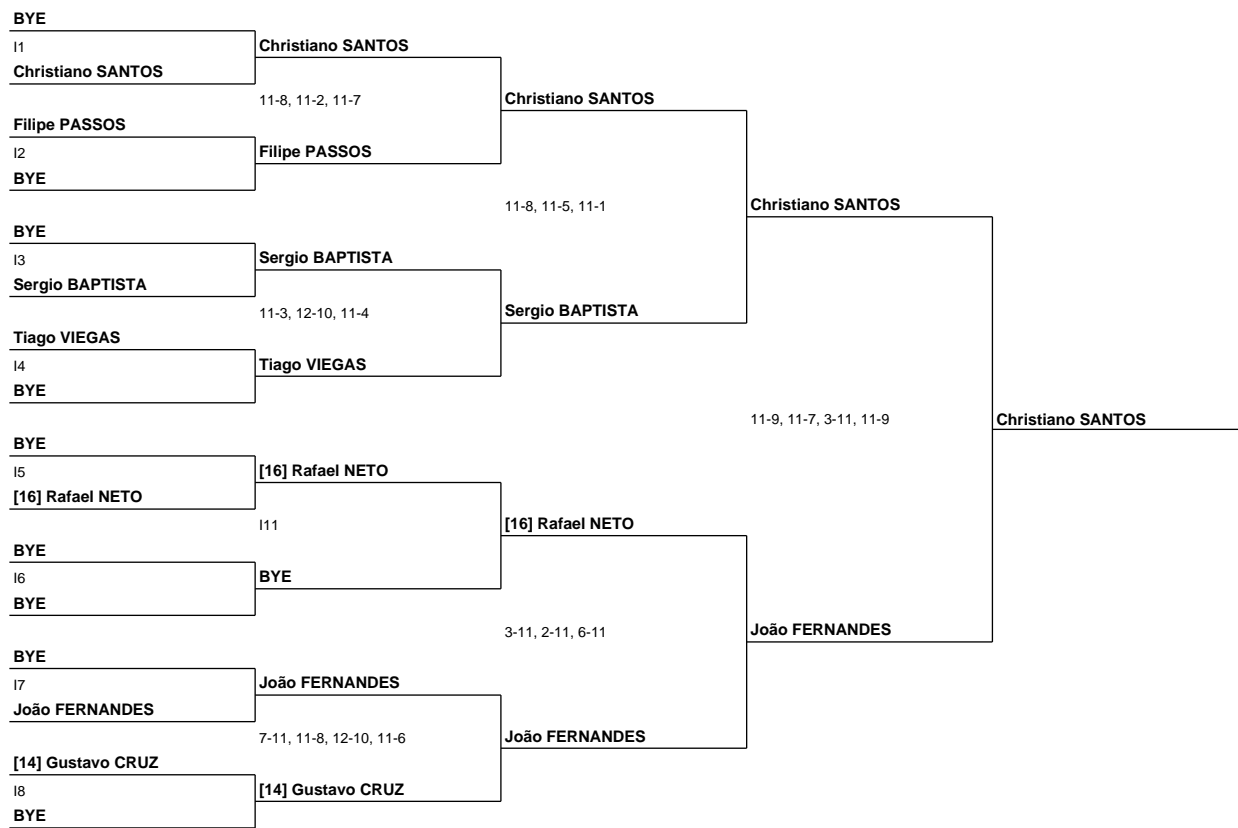 BYE
I1
Christiano SANTOS
Christiano SANTOS
11-8, 11-2, 11-7
Christiano SANTOS
Filipe PASSOS
I2
Filipe PASSOS
BYE
11-8, 11-5, 11-1
Christiano SANTOS
BYE
I3
Sergio BAPTISTA
Sergio BAPTISTA
11-3, 12-10, 11-4
Sergio BAPTISTA
Tiago VIEGAS
I4
Tiago VIEGAS
BYE
11-9, 11-7, 3-11, 11-9
Christiano SANTOS
BYE
I5
[16] Rafael NETO
[16] Rafael NETO
I11
[16] Rafael NETO
BYE
I6
BYE
BYE
3-11, 2-11, 6-11
João FERNANDES
BYE
I7
João FERNANDES
João FERNANDES
7-11, 11-8, 12-10, 11-6
João FERNANDES
[14] Gustavo CRUZ
I8
[14] Gustavo CRUZ
BYE